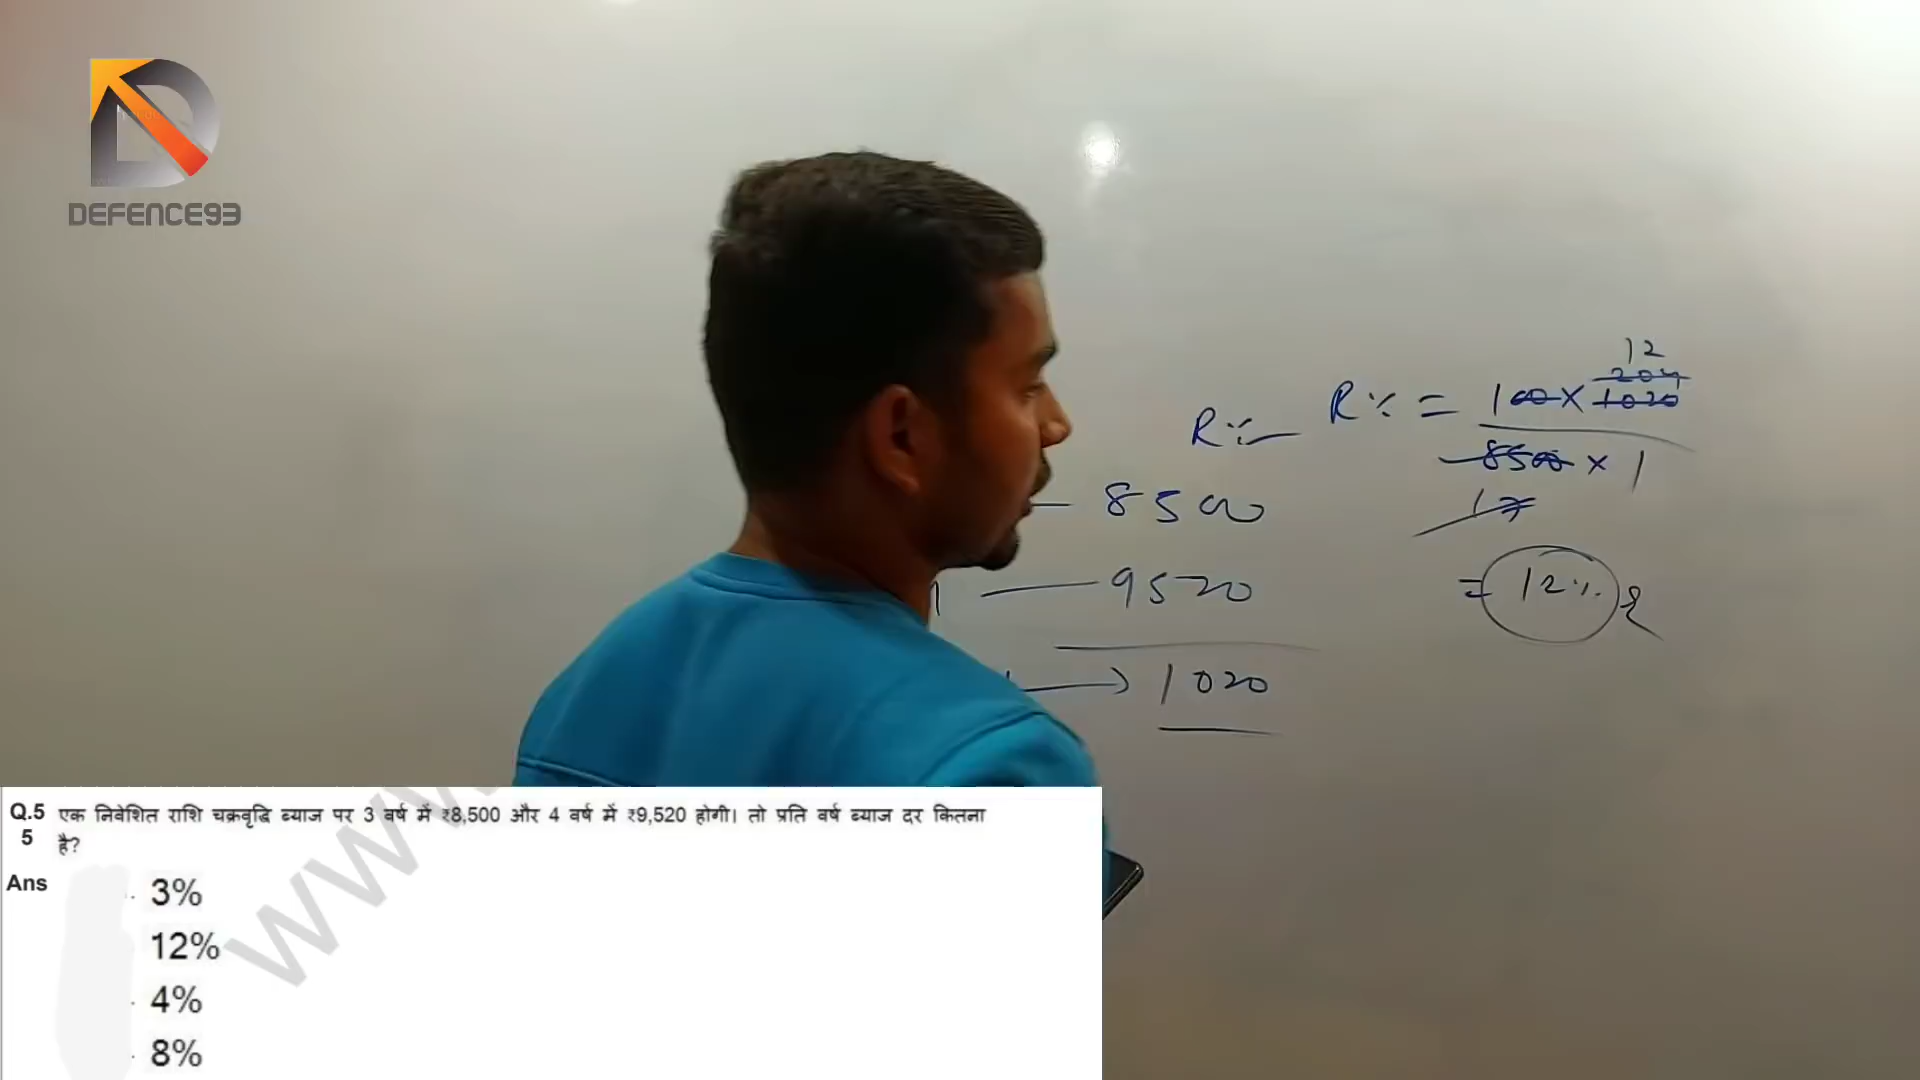 DEFENCE93
12
204
R% = 100 × 1020
R%
8500 × 1
17
8500
9520
= 12%
1020
Q.5
5
एक निवेशित राशि चक्रवृद्धि ब्याज पर 3 वर्ष में ₹8,500 और 4 वर्ष में ₹9,520 होगी। तो प्रति वर्ष ब्याज दर कितना
है?
Ans
3%
12%
4%
8%
www